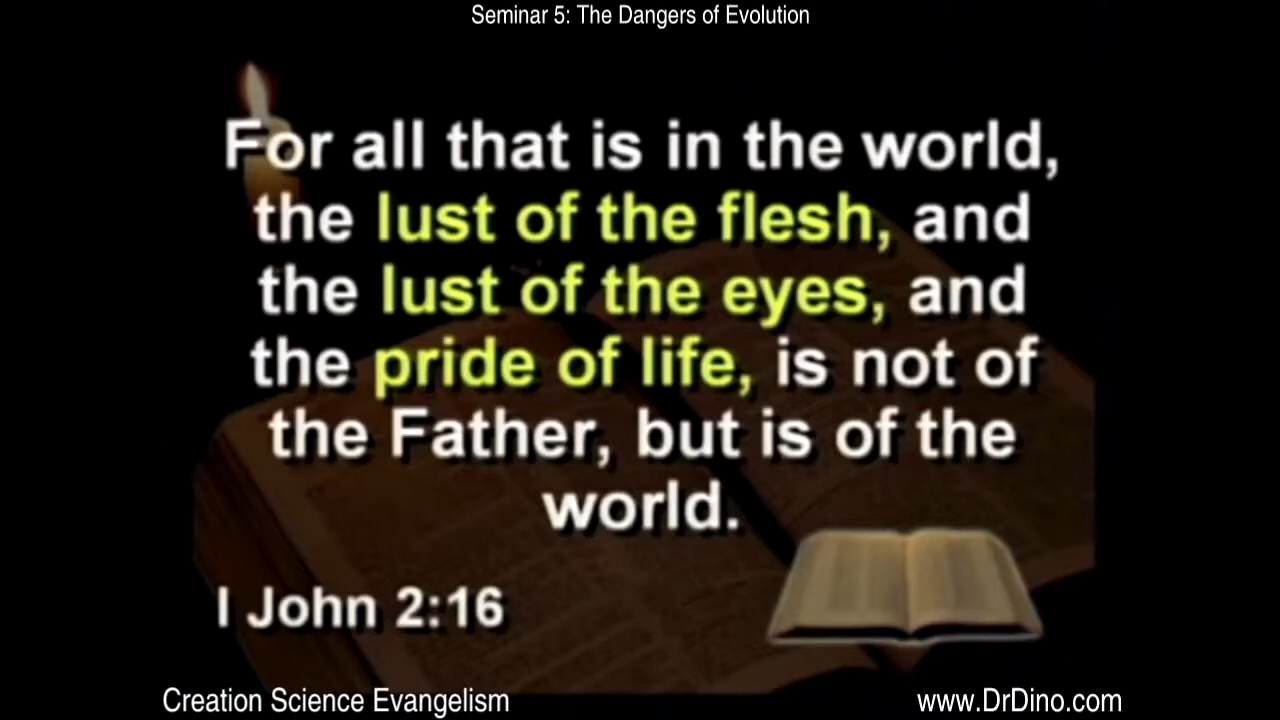 Seminar 5: The Dangers of Evolution
For all that is in the world,
the lust of the flesh, and
the lust of the eyes, and
the pride of life, is not of
the Father, but is of the
world.
I John 2:16
Creation Science Evangelism
www.DrDino.com